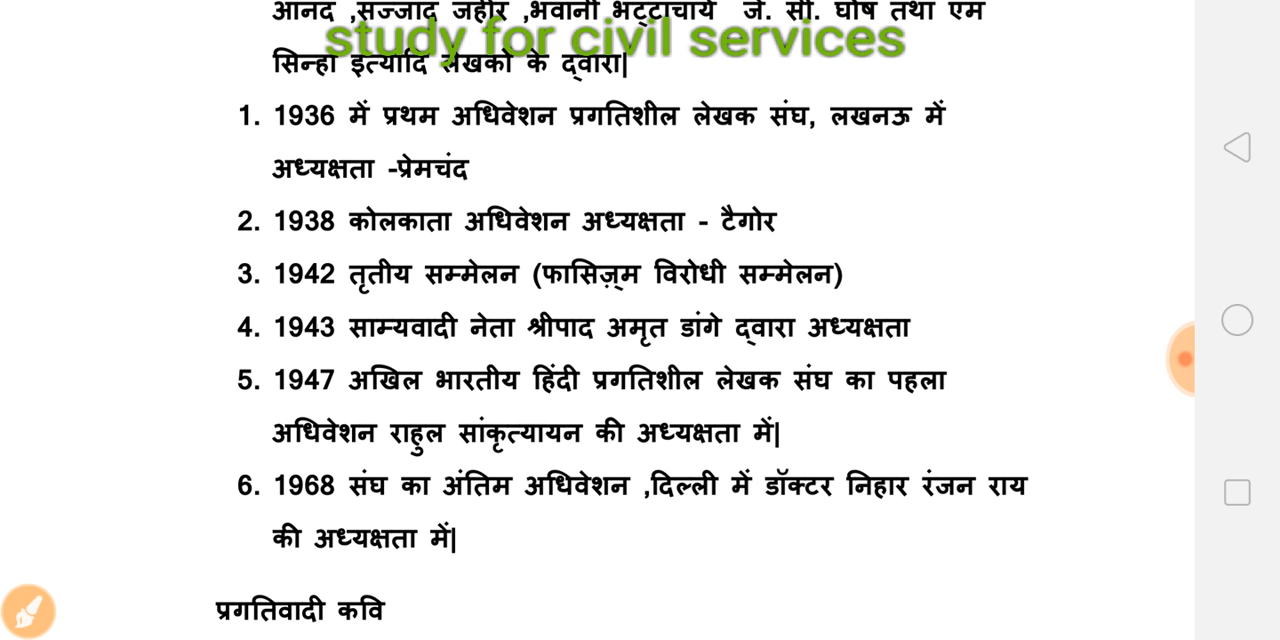 आनंद ,सज्जाद जहीर ,भवानी भट्टाचार्य जे. सी. घोष तथा एम
study for civil services
सिन्हा इत्यादि लेखकों के द्वारा|
1. 1936 में प्रथम अधिवेशन प्रगतिशील लेखक संघ, लखनऊ में
अध्यक्षता -प्रेमचंद
2. 1938 कोलकाता अधिवेशन अध्यक्षता - टैगोर
3. 1942 तृतीय सम्मेलन (फासिज़्म विरोधी सम्मेलन)
4. 1943 साम्यवादी नेता श्रीपाद अमृत डांगे द्वारा अध्यक्षता
5. 1947 अखिल भारतीय हिंदी प्रगतिशील लेखक संघ का पहला
अधिवेशन राहुल सांकृत्यायन की अध्यक्षता में|
6. 1968 संघ का अंतिम अधिवेशन ,दिल्ली में डॉक्टर निहार रंजन राय
की अध्यक्षता में|
प्रगतिवादी कवि